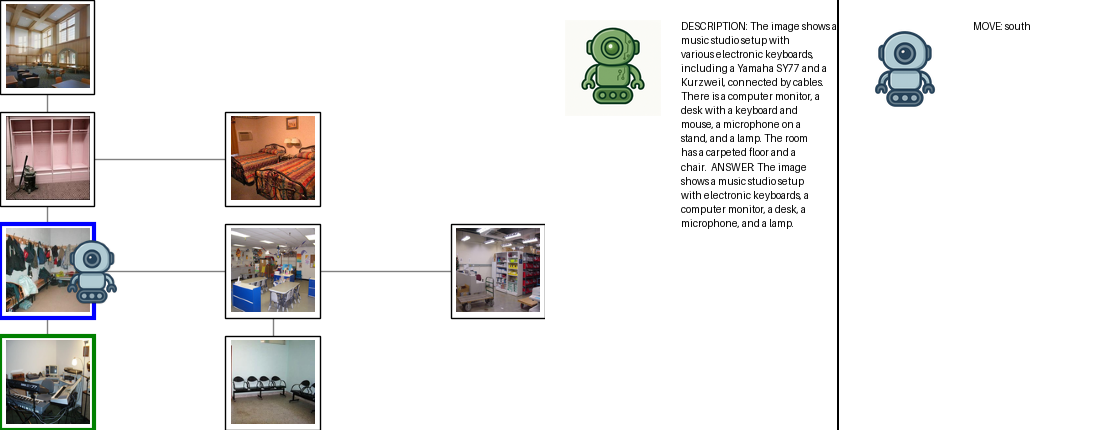 DESCRIPTION: The image shows a
music studio setup with
various electronic keyboards,
including a Yamaha SY77 and a
Kurzweil, connected by cables.
There is a computer monitor, a
desk with a keyboard and
mouse, a microphone on a
stand, and a lamp. The room
has a carpeted floor and a
chair. ANSWER: The image
shows a music studio setup
with electronic keyboards, a
computer monitor, a desk, a
microphone, and a lamp.
MOVE: south